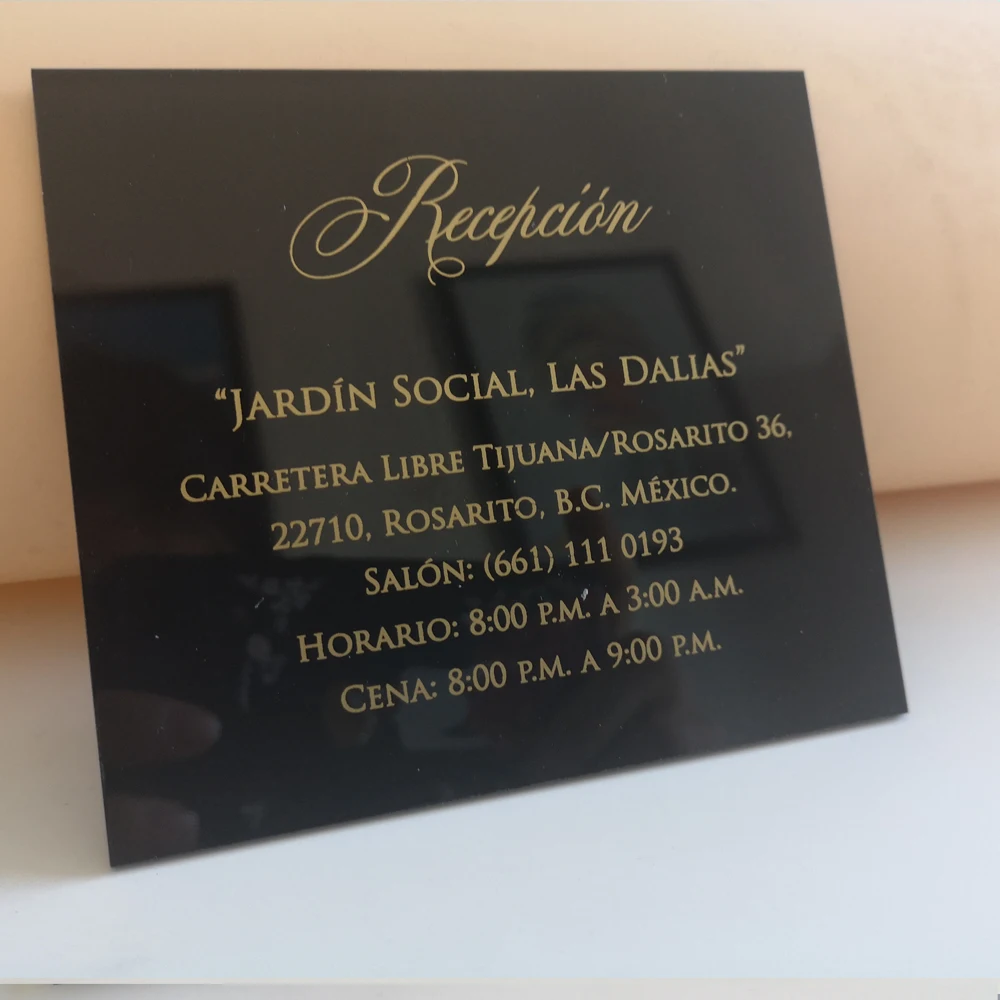 Recepción
“JARDÍN SOCIAL, LAS DALIAS”
CARRETERA LIBRE TIJUANA/ROSARITO 36,
22710, ROSARITO, B.C. MÉXICO.
SALÓN: (661) 111 0193
HORARIO: 8:00 P.M. A 3:00 A.M.
CENA: 8:00 P.M. A 9:00 P.M.